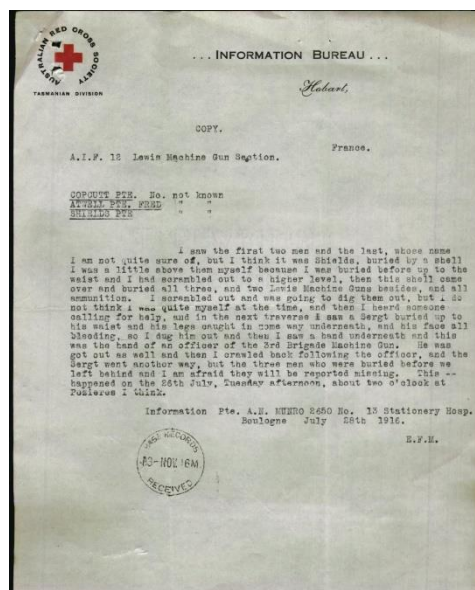 AUSTRALIAN RED CROSS SOCIETY
TASMANIAN DIVISION
... INFORMATION BUREAU ...
Hobart,
COPY.
France.
A.I.F. 12 Lewis Machine Gun Section.
COPCUTT PTE. No. not known
ATWELL PTE. FRED " "
SHIELDS PTE " "
I saw the first two men and the last, whose name
I am not quite sure of, but I think it was Shields, buried by a shell
I was a little above them myself because I was buried before up to the
waist and I had scrambled out to a higher level, then this shell came
over and buried all three, and two Lewis Machine Guns besides, and all
ammunition. I scrambled out and was going to dig them out, but I do
not think I was quite myself at the time, and then I heard someone
calling for help, and in the next traverse I saw a Sergt buried up to
his waist and his legs caught in some way underneath, and his face all
bleeding, so I dug him out and then I saw a hand underneath and this
was the hand of an officer of the 3rd Brigade Machine Gun. He was
got out as well and then I crawled back following the officer, and the
Sergt went another way, but the three men who were buried before we
left behind and I am afraid they will be reported missing. This --
happened on the 26th July, Tuesday afternoon, about two o'clock at
Pozieres I think.
Information Pte. A.N. MUNRO 2650 No. 13 Stationery Hosp.
Boulogne July 28th 1916.
E.F.M.
BASE RECORDS
NOV. 16
RECEIVED